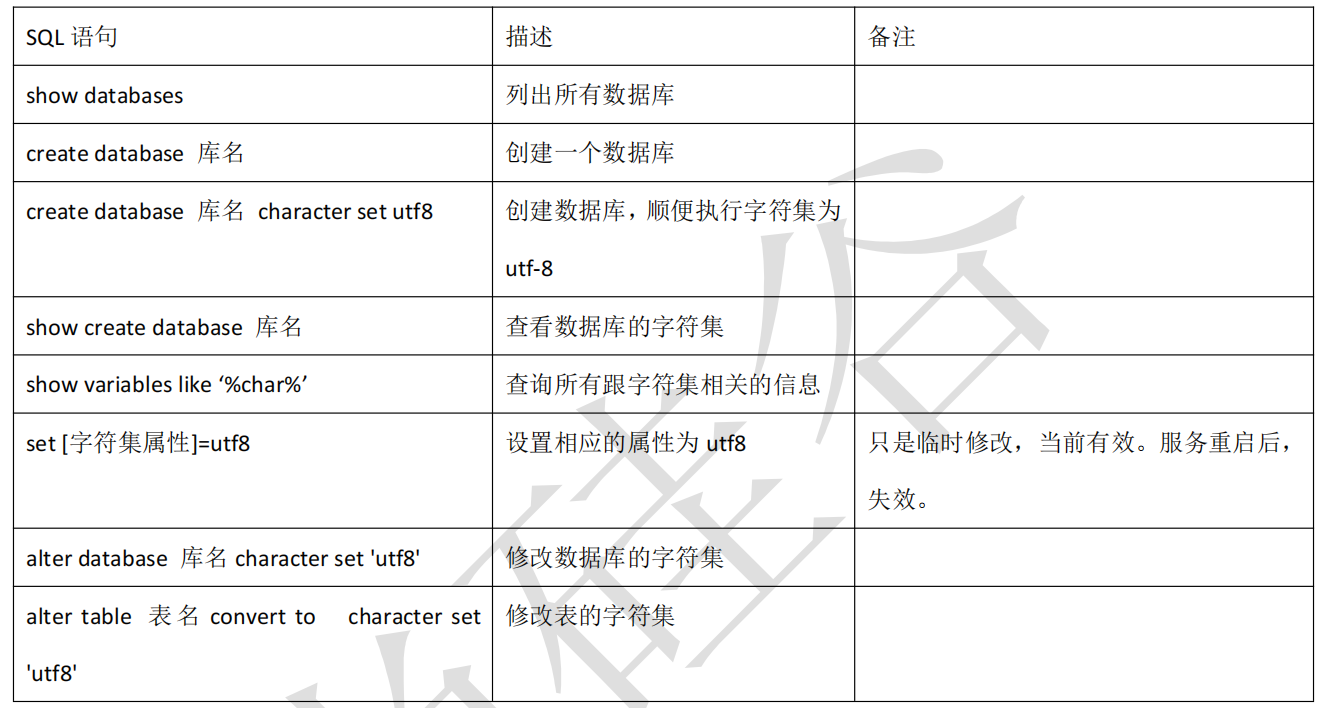 SQL 语句 描述 备注
show databases 列出所有数据库
create database 库名 创建一个数据库
create database 库名 character set utf8 创建数据库，顺便执行字符集为
utf-8
show create database 库名 查看数据库的字符集
show variables like ‘%char%’ 查询所有跟字符集相关的信息
set [字符集属性]=utf8 设置相应的属性为 utf8 只是临时修改，当前有效。服务重启后，
失效。
alter database 库名 character set 'utf8' 修改数据库的字符集
alter table 表名 convert to character set 修改表的字符集
'utf8'
硅谷